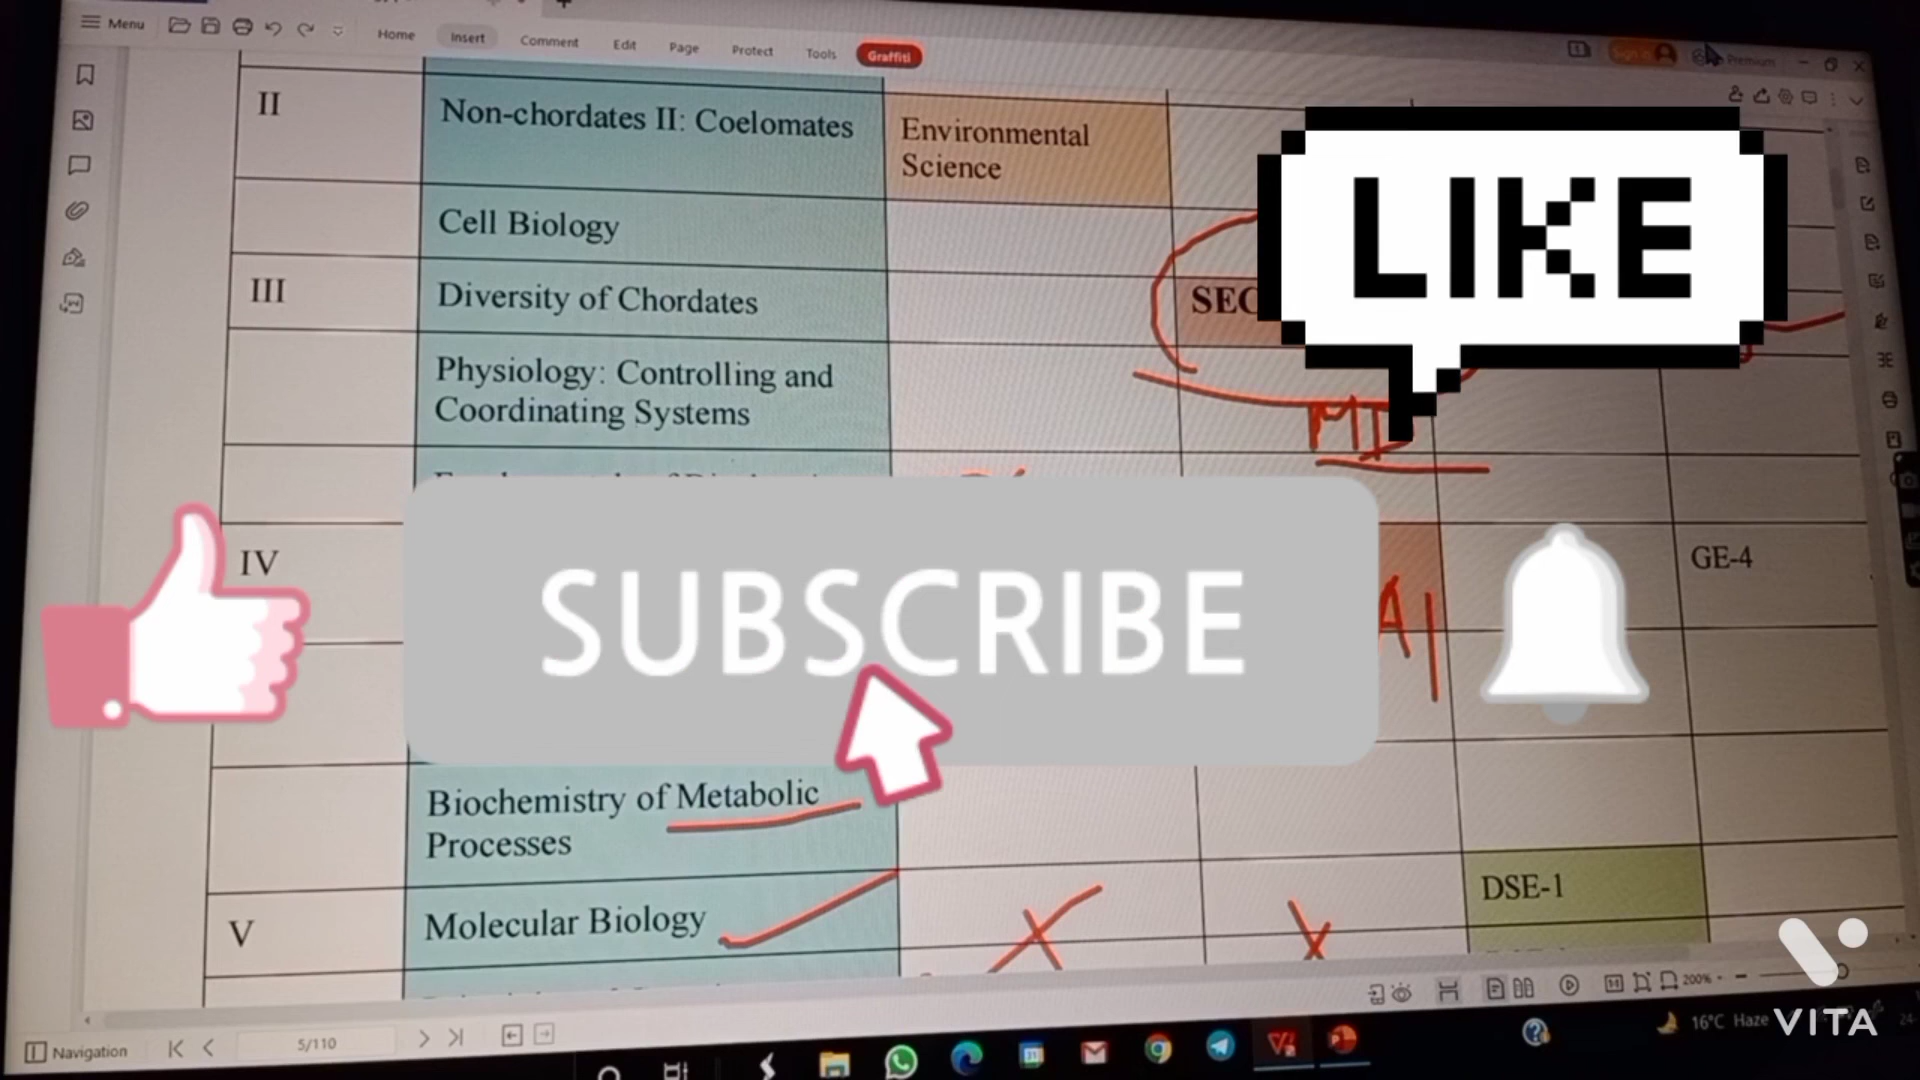 Menu
Home
Insert
Comment
Edit
Page
Protect
Tools
Graffiti
Premium
II
Non-chordates II: Coelomates
Environmental
Science
LIKE
Cell Biology
III
Diversity of Chordates
SEC
Physiology: Controlling and
Coordinating Systems
IV
SUBSCRIBE
GE-4
Biochemistry of Metabolic
Processes
DSE-1
V
Molecular Biology
200%
Navigation
5/110
16°C Haze
VITA